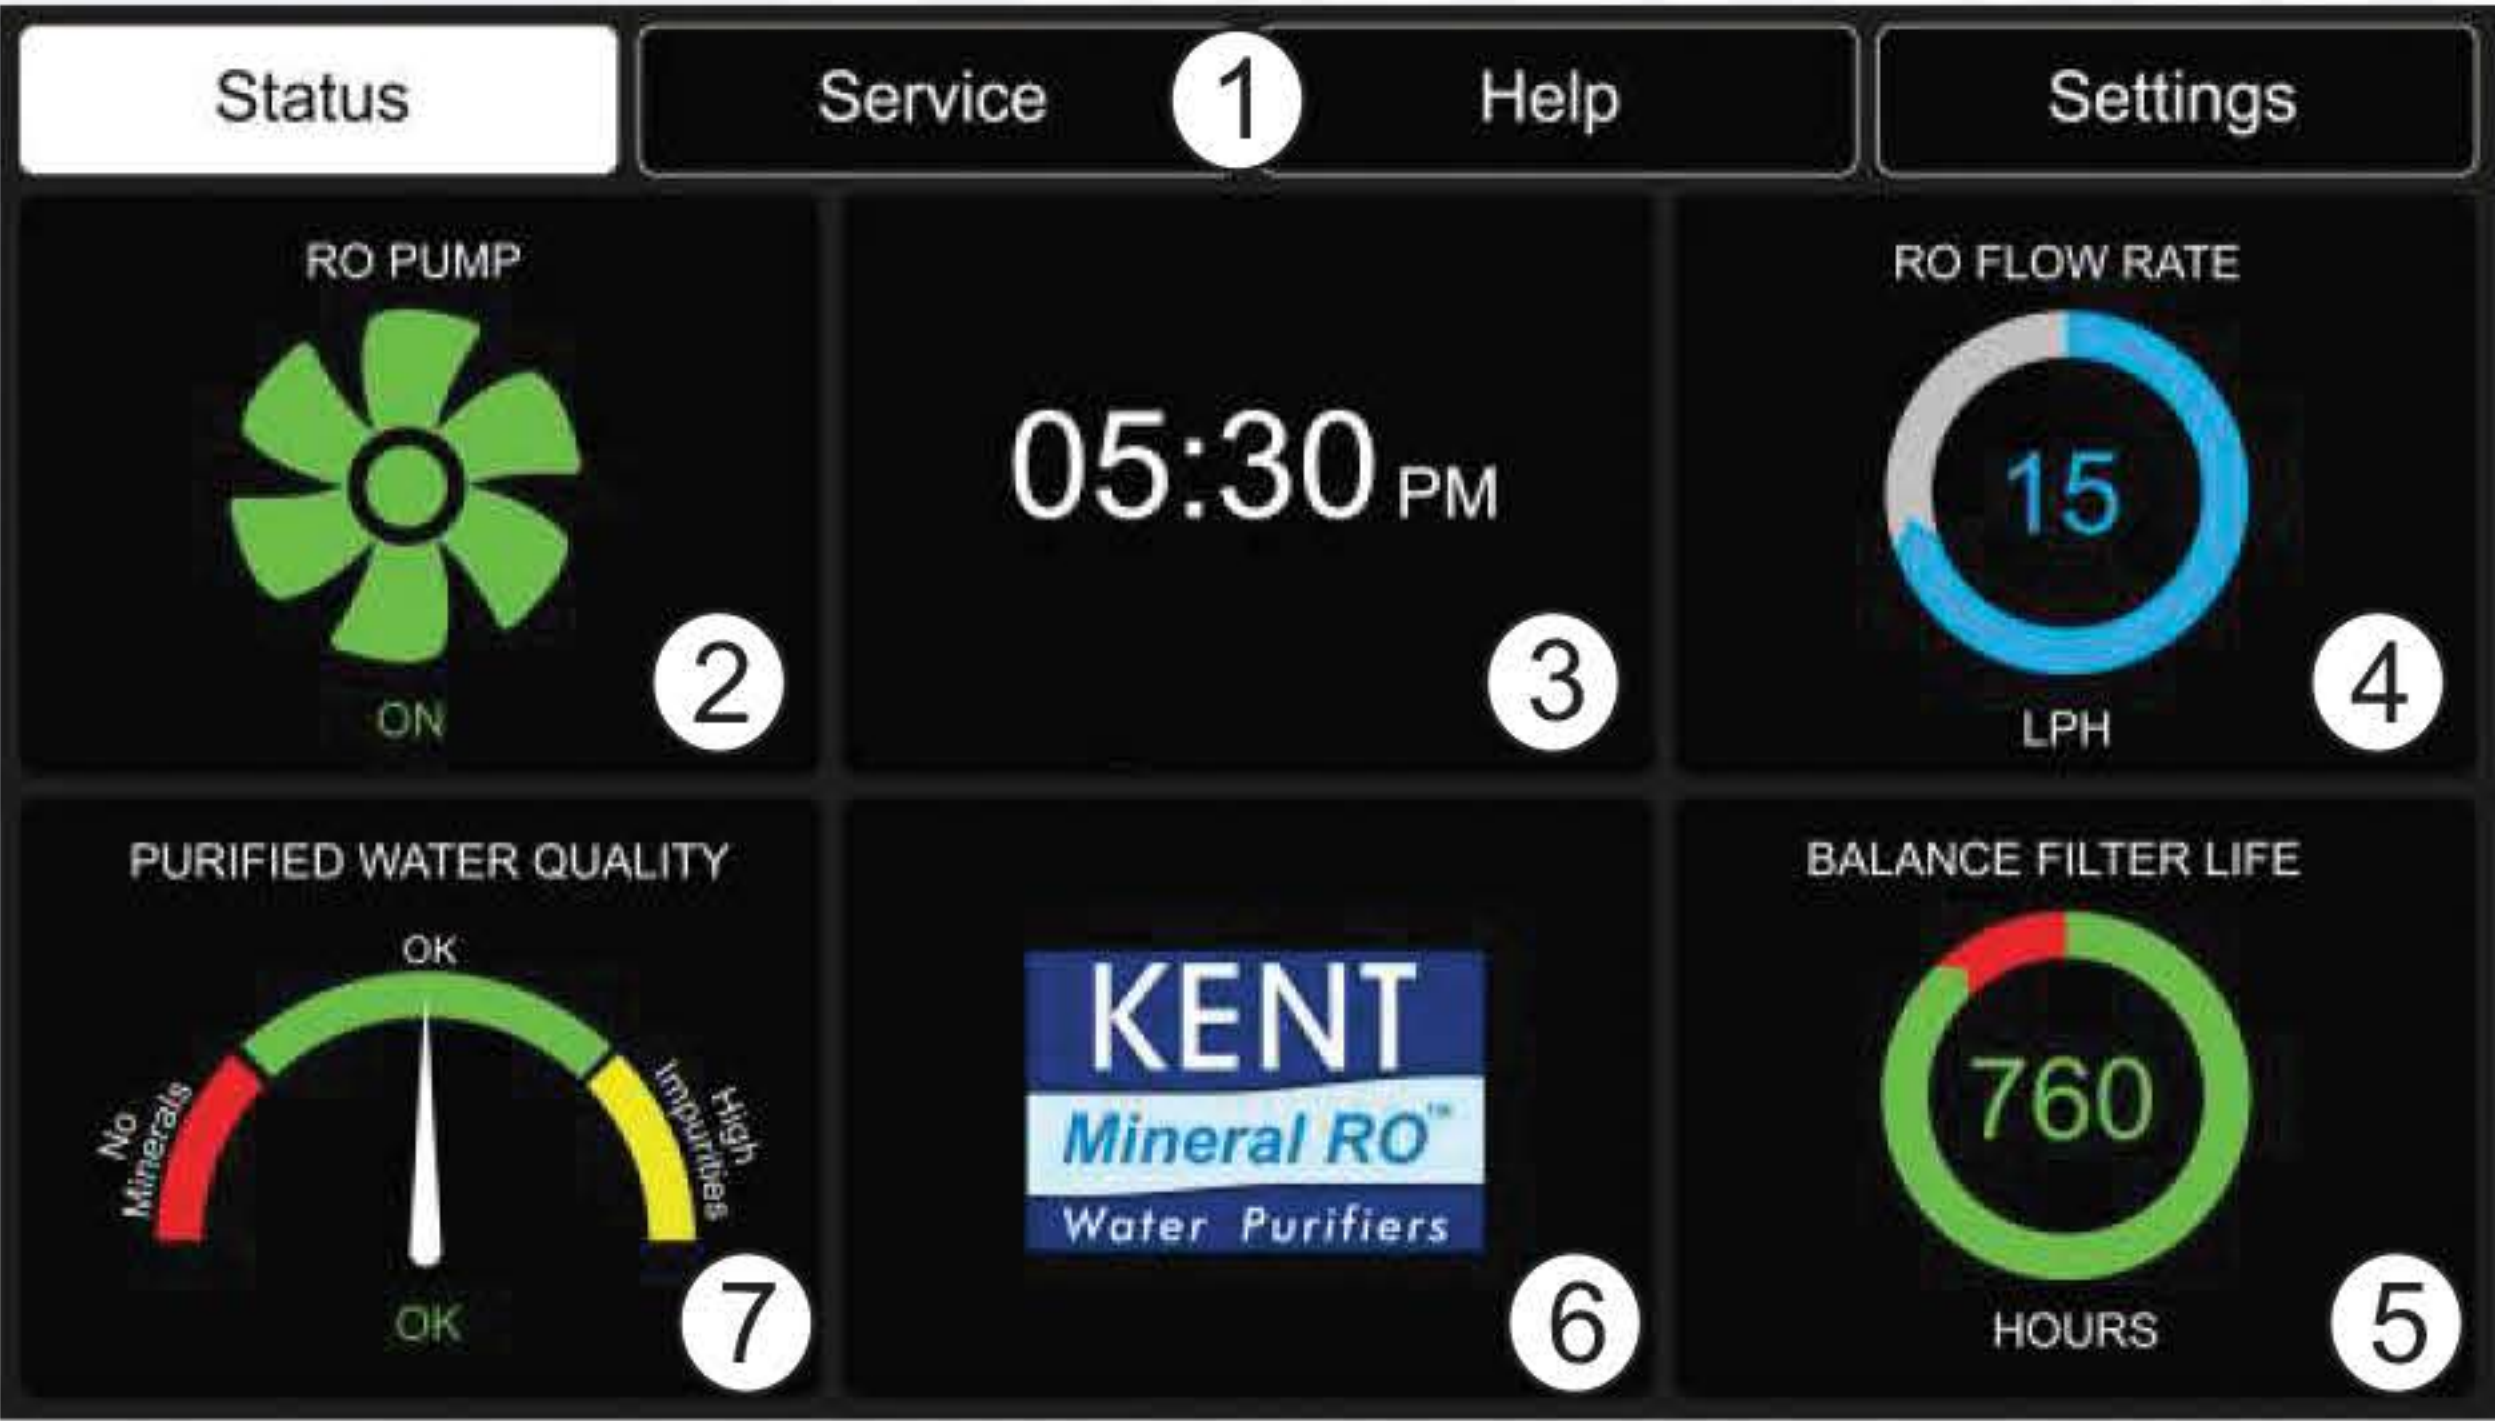 Status
Service
1
Help
Settings
RO PUMP
ON
2
05:30 PM
3
RO FLOW RATE
15
LPH
4
PURIFIED WATER QUALITY
OK
No
Minerals
High
Impurities
OK
7
KENT
Mineral RO™
Water Purifiers
6
BALANCE FILTER LIFE
760
HOURS
5